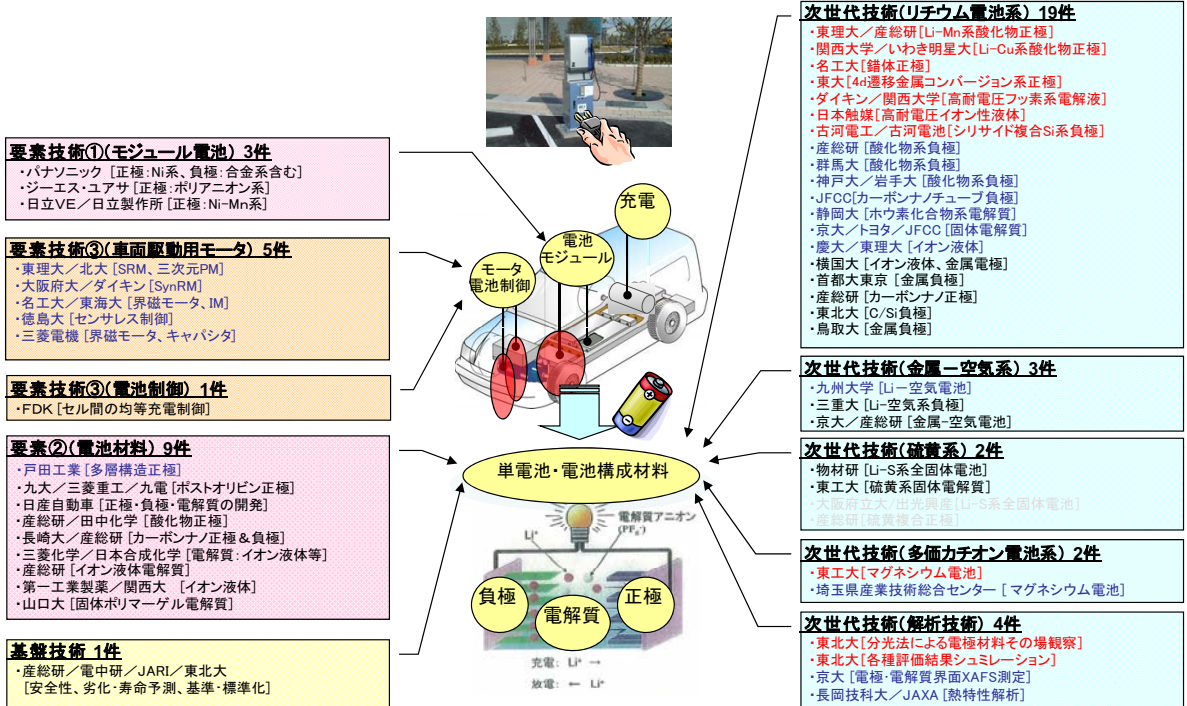 要素技術①(モジュール電池) 3件
・パナソニック [正極:Ni系、負極:合金系含む]
・ジーエス・ユアサ [正極:ポリアニオン系]
・日立VE/日立製作所 [正極:Ni-Mn系]
要素技術③(車両駆動用モータ) 5件
・東理大/北大 [SRM、三次元PM]
・大阪府大/ダイキン [SynRM]
・名工大/東海大 [界磁モータ、IM]
・徳島大 [センサレス制御]
・三菱電機 [界磁モータ、キャパシタ]
要素技術③(電池制御) 1件
・FDK [セル間の均等充電制御]
要素②(電池材料) 9件
・戸田工業 [多層構造正極]
・九大/三菱重工/九電 [ポストオリビン正極]
・日産自動車 [正極・負極・電解質の開発]
・産総研/田中化学 [酸化物正極]
・長崎大/産総研 [カーボンナノ正極&負極]
・三菱化学/日本合成化学 [電解質:イオン液体等]
・産総研 [イオン液体電解質]
・第一工業製薬/関西大 [イオン液体]
・山口大 [固体ポリマーゲル電解質]
基盤技術 1件
・産総研/電中研/JARI/東北大
[安全性、劣化・寿命予測、基準・標準化]
充電
電池
モジュール
モータ
電池制御
単電池・電池構成材料
電解質アニオン
(PF₆⁻)
Li⁺
負極
電解質
正極
充電: Li⁺ →
放電: ← Li⁺
次世代技術(リチウム電池系) 19件
・東理大/産総研[Li-Mn系酸化物正極]
・関西大学/いわき明星大[Li-Cu系酸化物正極]
・名工大[錯体正極]
・東大[4d遷移金属コンバージョン系正極]
・ダイキン/関西大学[高耐電圧フッ素系電解液]
・日本触媒[高耐電圧イオン性液体]
・古河電工/古河電池[シリサイド複合Si系負極]
・産総研 [酸化物系負極]
・群馬大 [酸化物系負極]
・神戸大/岩手大 [酸化物系負極]
・JFCC[カーボンナノチューブ負極]
・静岡大 [ホウ素化合物系電解質]
・京大/トヨタ/JFCC [固体電解質]
・慶大/東理大 [イオン液体]
・横国大 [イオン液体、金属電極]
・首都大東京 [金属負極]
・産総研 [カーボンナノ正極]
・東北大 [C/Si負極]
・鳥取大 [金属負極]
次世代技術(金属-空気系) 3件
・九州大学 [Li-空気電池]
・三重大 [Li-空気系負極]
・京大/産総研 [金属-空気電池]
次世代技術(硫黄系) 2件
・物材研 [Li-S系全固体電池]
・東工大 [硫黄系固体電解質]
・大阪府立大/出光興産[Li-S系全固体電池]
・産総研[硫黄複合正極]
次世代技術(多価カチオン電池系) 2件
・東工大[マグネシウム電池]
・埼玉県産業技術総合センター [ マグネシウム電池]
次世代技術(解析技術) 4件
・東北大[分光法による電極材料その場観察]
・東北大[各種評価結果シュミレーション]
・京大 [電極・電解質界面XAFS測定]
・長岡技科大/JAXA [熱特性解析]